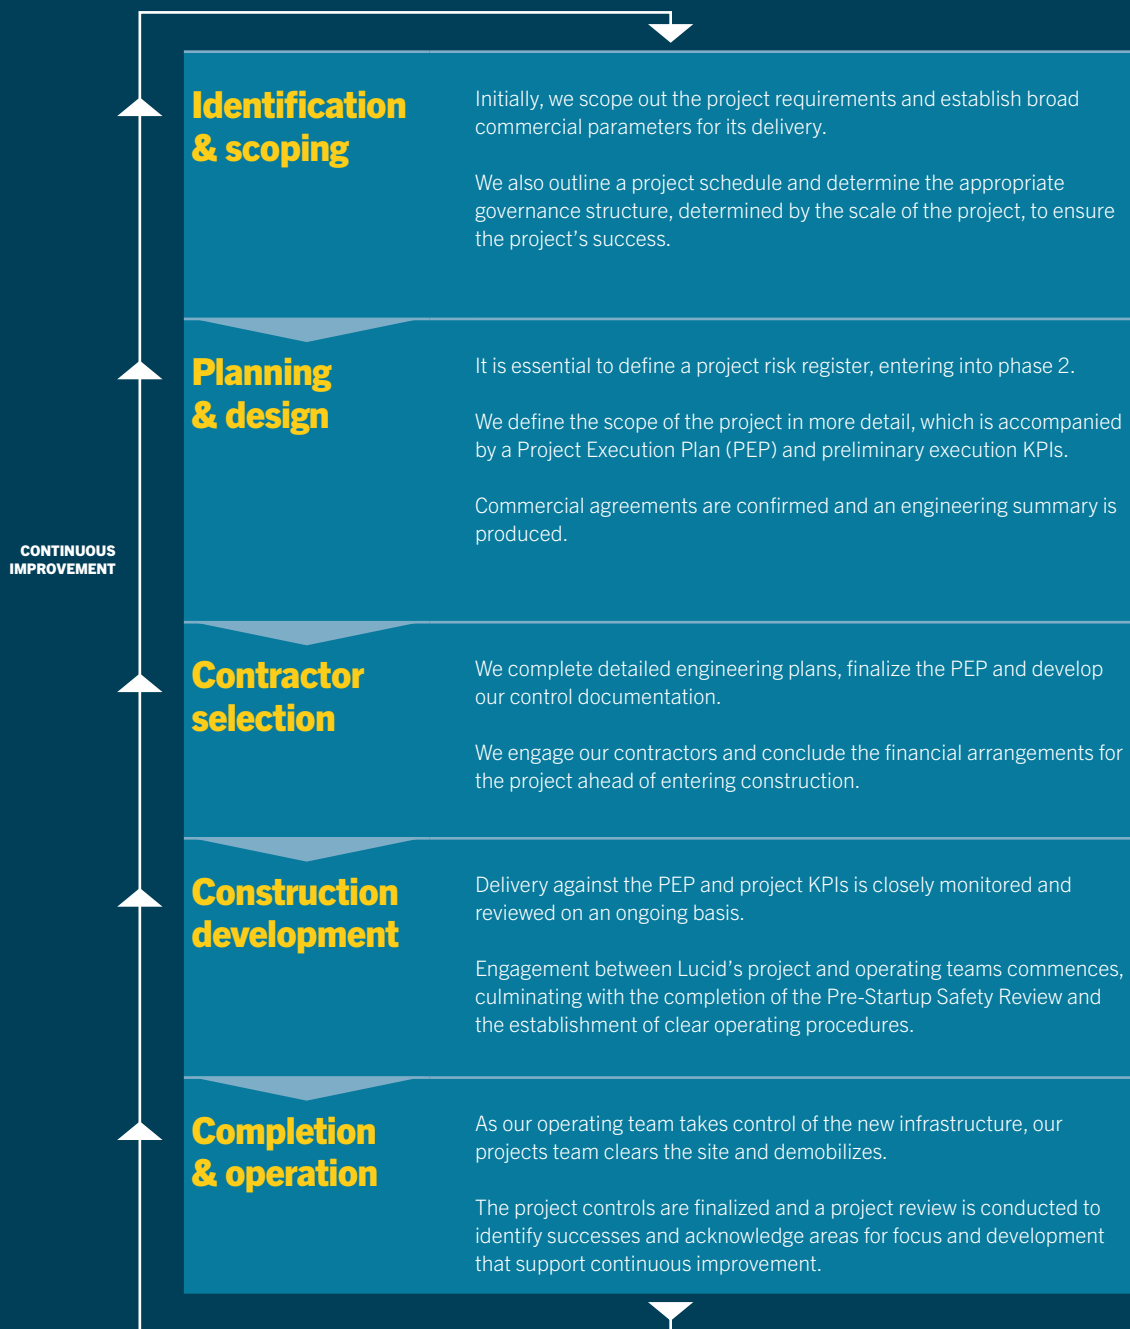 Identification
& scoping
Initially, we scope out the project requirements and establish broad
commercial parameters for its delivery.
We also outline a project schedule and determine the appropriate
governance structure, determined by the scale of the project, to ensure
the project’s success.
Planning
& design
It is essential to define a project risk register, entering into phase 2.
We define the scope of the project in more detail, which is accompanied
by a Project Execution Plan (PEP) and preliminary execution KPIs.
Commercial agreements are confirmed and an engineering summary is
produced.
CONTINUOUS
IMPROVEMENT
Contractor
selection
We complete detailed engineering plans, finalize the PEP and develop
our control documentation.
We engage our contractors and conclude the financial arrangements for
the project ahead of entering construction.
Construction
development
Delivery against the PEP and project KPIs is closely monitored and
reviewed on an ongoing basis.
Engagement between Lucid’s project and operating teams commences,
culminating with the completion of the Pre-Startup Safety Review and
the establishment of clear operating procedures.
Completion
& operation
As our operating team takes control of the new infrastructure, our
projects team clears the site and demobilizes.
The project controls are finalized and a project review is conducted to
identify successes and acknowledge areas for focus and development
that support continuous improvement.